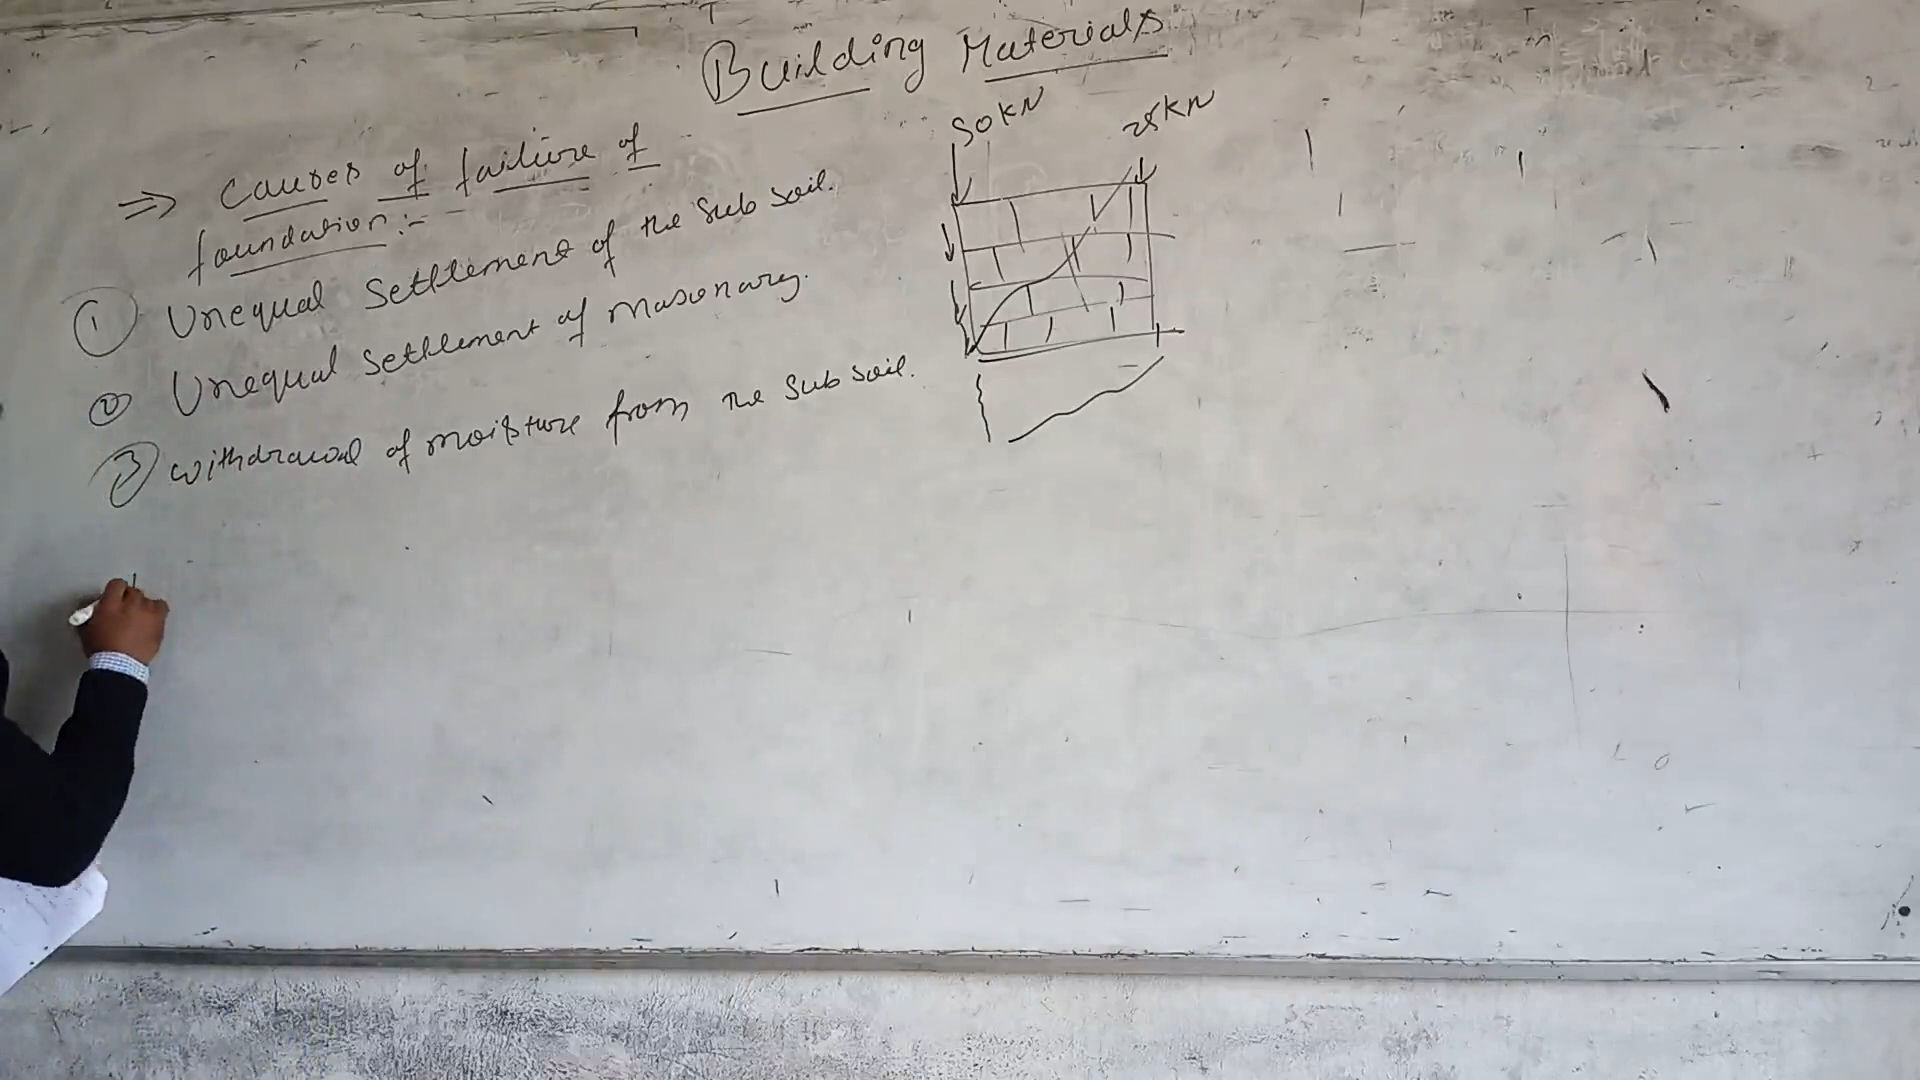 Building Materials
⇒ Causes of failure of
foundation :-
① Unequal Settlement of the Sub soil.
② Unequal Settlement of masonary.
③ withdrawal of moisture from the Sub soil.
50KN
25KN